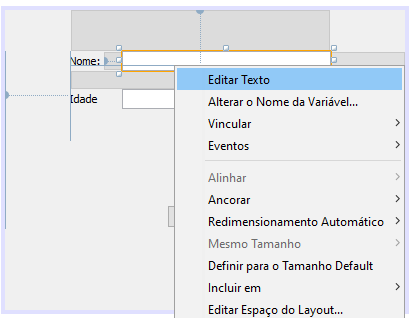 Nome:
Editar Texto
Idade
Alterar o Nome da Variável...
Vincular
Eventos
Alinhar
Ancorar
Redimensionamento Automático
Mesmo Tamanho
Definir para o Tamanho Default
Incluir em
Editar Espaço do Layout...